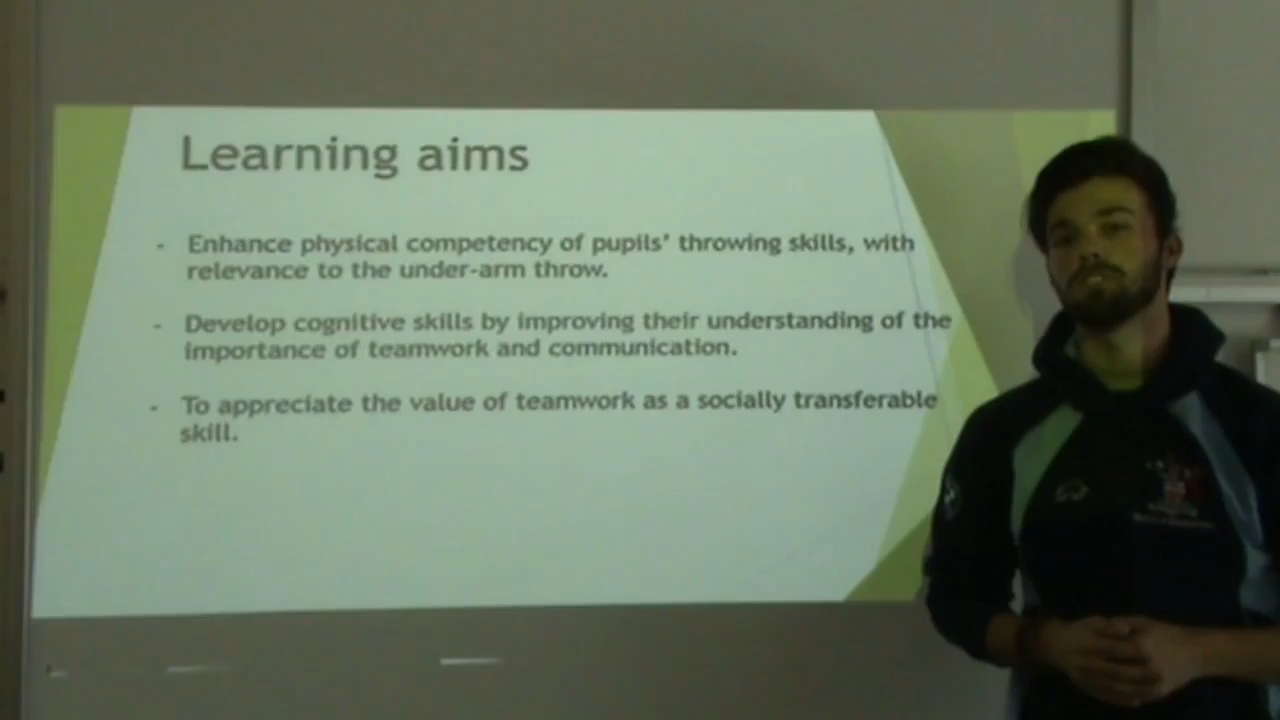 Learning aims
- Enhance physical competency of pupils' throwing skills, with
relevance to the under-arm throw.
- Develop cognitive skills by improving their understanding of the
importance of teamwork and communication.
- To appreciate the value of teamwork as a socially transferable
skill.